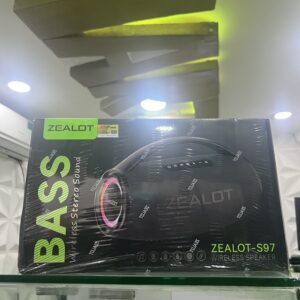 ZEALOT
BASS
Wireless Stereo Sound
ZEALOT
ZEALOT-S97
WIRELESS SPEAKER